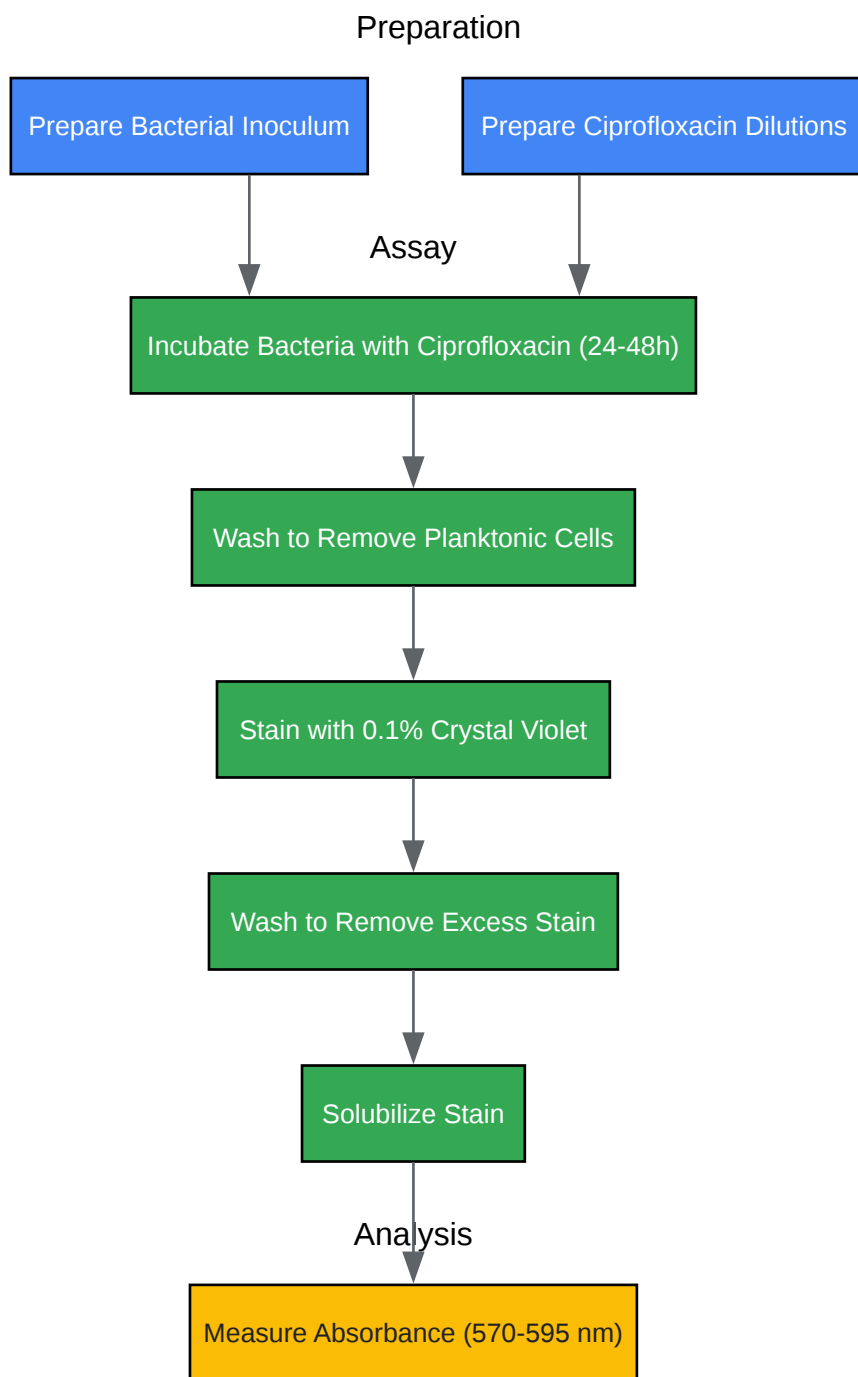 Preparation
Prepare Bacterial Inoculum
Prepare Ciprofloxacin Dilutions
Assay
Incubate Bacteria with Ciprofloxacin (24-48h)
Wash to Remove Planktonic Cells
Stain with 0.1% Crystal Violet
Wash to Remove Excess Stain
Solubilize Stain
Analysis
Measure Absorbance (570-595 nm)